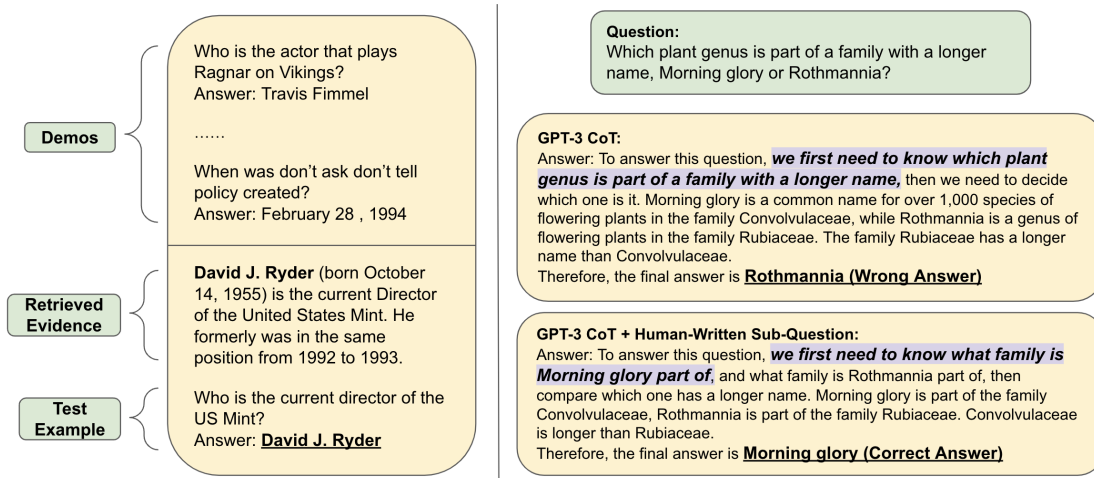 Demos
Who is the actor that plays
Ragnar on Vikings?
Answer: Travis Fimmel
......
When was don't ask don't tell
policy created?
Answer: February 28 , 1994
Retrieved
Evidence
David J. Ryder (born October
14, 1955) is the current Director
of the United States Mint. He
formerly was in the same
position from 1992 to 1993.
Test
Example
Who is the current director of the
US Mint?
Answer: David J. Ryder
Question:
Which plant genus is part of a family with a longer
name, Morning glory or Rothmannia?
GPT-3 CoT:
Answer: To answer this question, we first need to know which plant
genus is part of a family with a longer name, then we need to decide
which one is it. Morning glory is a common name for over 1,000 species of
flowering plants in the family Convolvulaceae, while Rothmannia is a genus of
flowering plants in the family Rubiaceae. The family Rubiaceae has a longer
name than Convolvulaceae.
Therefore, the final answer is Rothmannia (Wrong Answer)
GPT-3 CoT + Human-Written Sub-Question:
Answer: To answer this question, we first need to know what family is
Morning glory part of, and what family is Rothmannia part of, then
compare which one has a longer name. Morning glory is part of the family
Convolvulaceae, Rothmannia is part of the family Rubiaceae. Convolvulaceae
is longer than Rubiaceae.
Therefore, the final answer is Morning glory (Correct Answer)